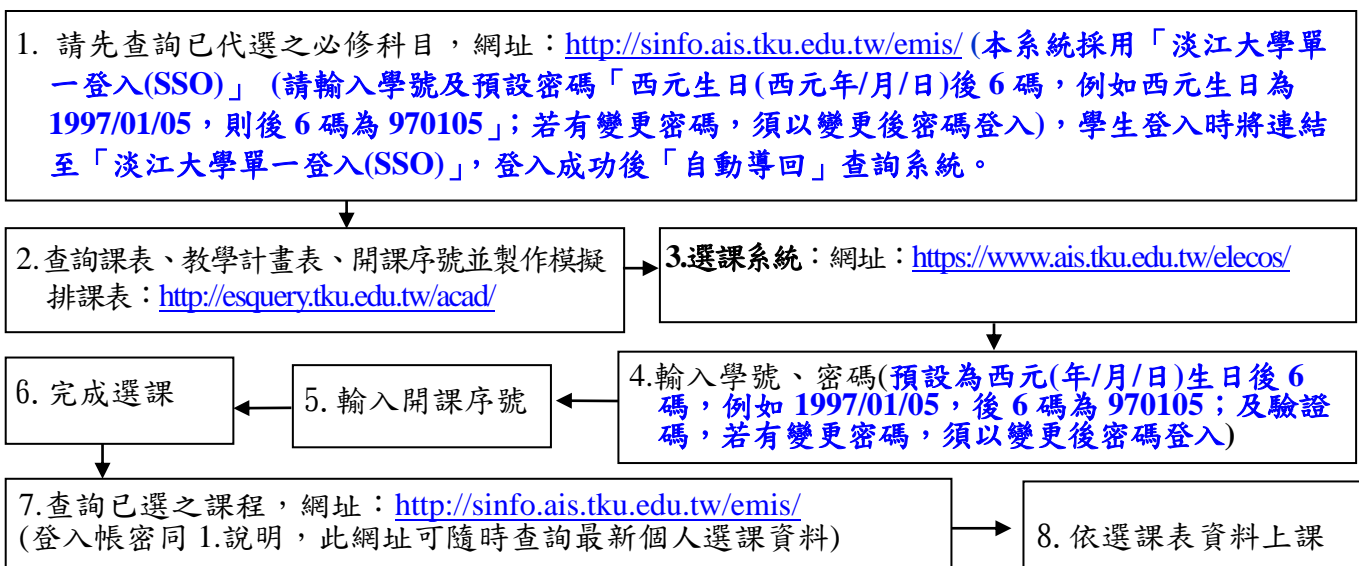 1. 請先查詢已代選之必修科目，網址：http://sinfo.ais.tku.edu.tw/emis/ (本系統採用「淡江大學單
一登入(SSO)」 (請輸入學號及預設密碼「西元生日(西元年/月/日)後 6 碼，例如西元生日為
1997/01/05，則後 6 碼為 970105」；若有變更密碼，須以變更後密碼登入)，學生登入時將連結
至「淡江大學單一登入(SSO)」，登入成功後「自動導回」查詢系統。
2.查詢課表、教學計畫表、開課序號並製作模擬
排課表：http://esquery.tku.edu.tw/acad/
3.選課系統：網址：https://www.ais.tku.edu.tw/elecos/
4.輸入學號、密碼(預設為西元(年/月/日)生日後 6
碼，例如 1997/01/05，後 6 碼為 970105；及驗證
碼，若有變更密碼，須以變更後密碼登入)
5. 輸入開課序號
6. 完成選課
7.查詢已選之課程，網址：http://sinfo.ais.tku.edu.tw/emis/
(登入帳密同 1.說明，此網址可隨時查詢最新個人選課資料)
8. 依選課表資料上課